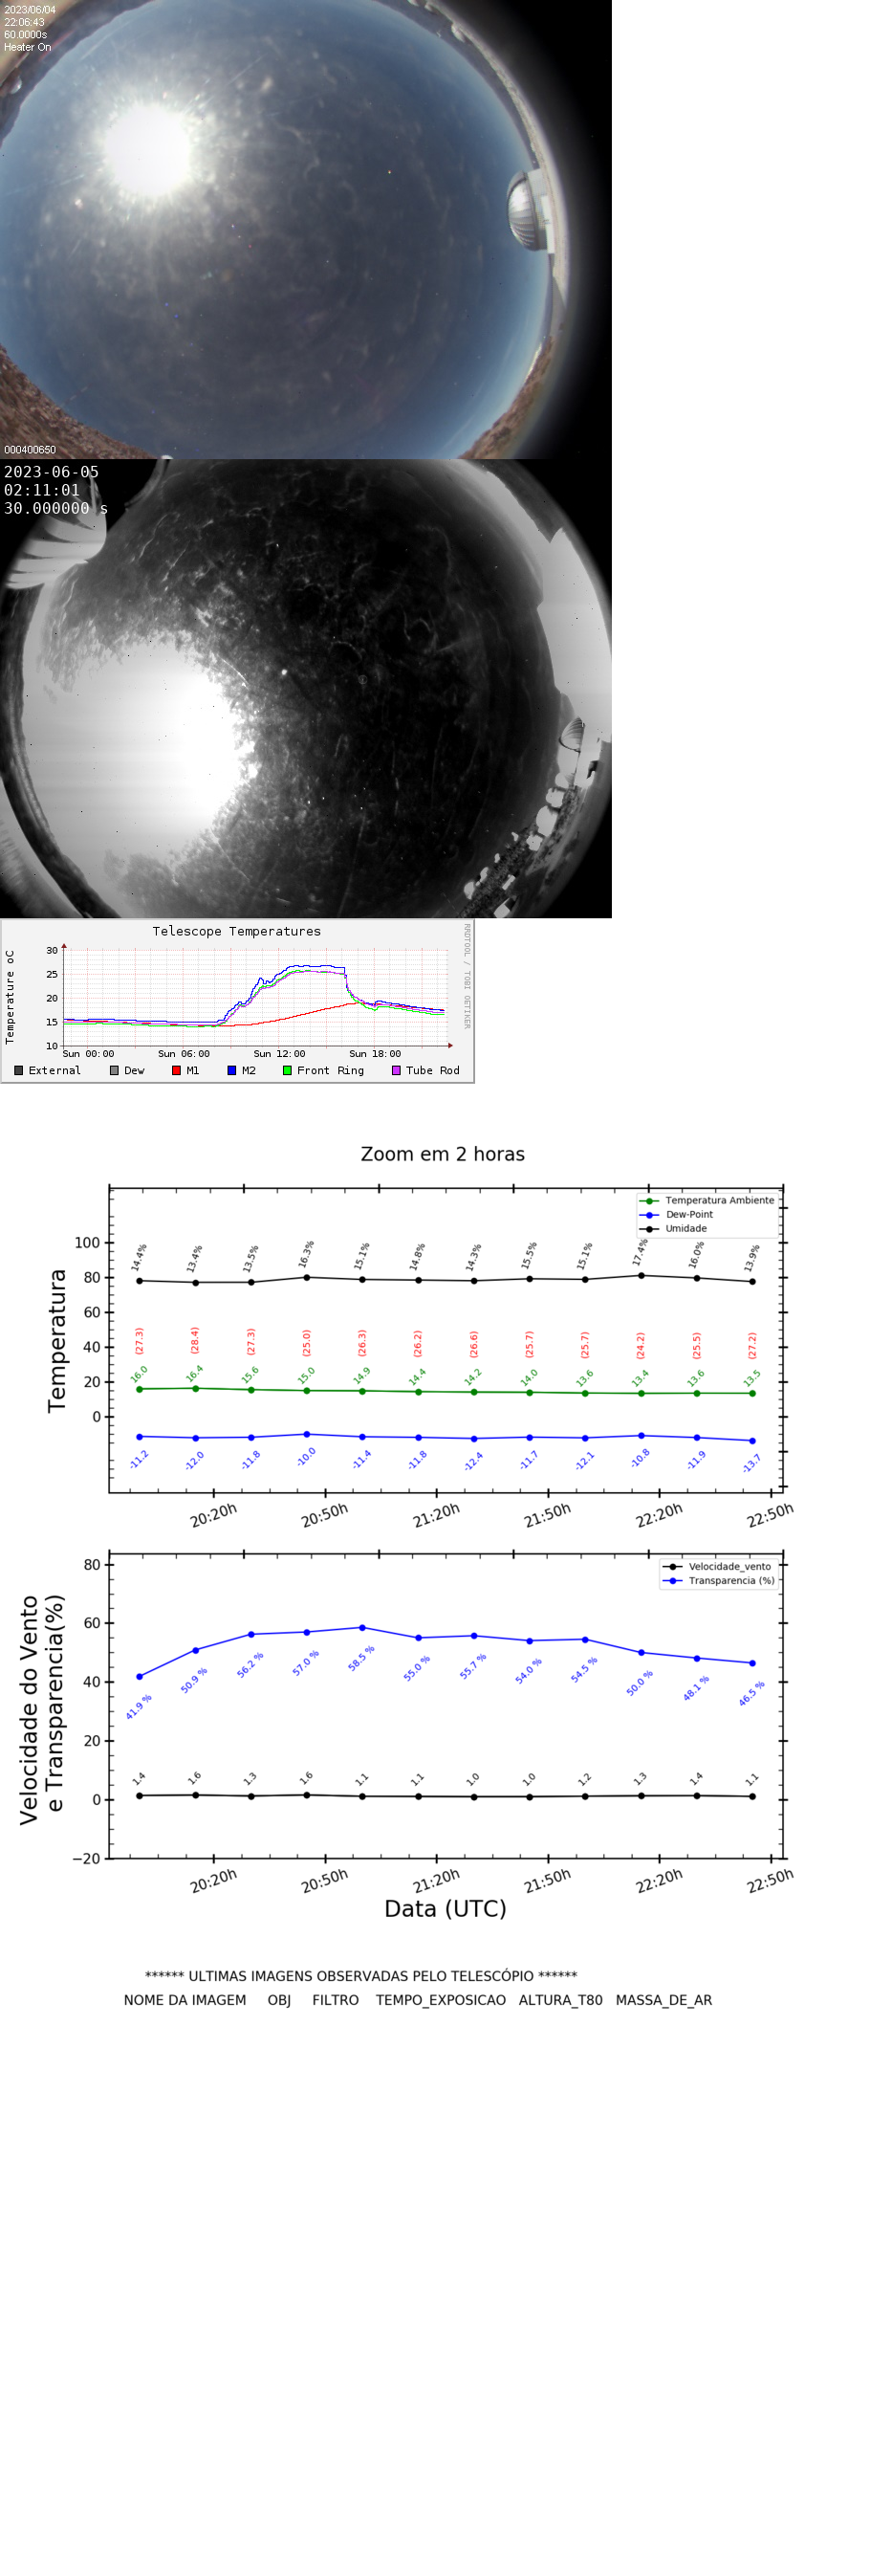 2023/06/04
22:06:43
60.0000s
Heater On
000400650
2023-06-05
02:11:01
30.000000 s
Telescope Temperatures
RRDTOOL / TOBI OETIKER
Temperature oC
30
25
20
15
10
Sun 00:00 Sun 06:00 Sun 12:00 Sun 18:00
External Dew M1 M2 Front Ring Tube Rod
Zoom em 2 horas
Temperatura Ambiente
Dew-Point
Umidade
Temperatura
100
80
60
40
20
0
14.4% 13.4% 13.5% 16.3% 15.1% 14.8% 14.3% 15.5% 15.1% 17.4% 16.0% 13.9%
(27.3) (28.4) (27.3) (25.0) (26.3) (26.2) (26.6) (25.7) (25.7) (24.2) (25.5) (27.2)
16.0 16.4 15.6 15.0 14.9 14.4 14.2 14.0 13.6 13.4 13.6 13.5
-11.2 -12.0 -11.8 -10.0 -11.4 -11.8 -12.4 -11.7 -12.1 -10.8 -11.9 -13.7
20:20h 20:50h 21:20h 21:50h 22:20h 22:50h
Velocidade_vento
Transparencia (%)
Velocidade do Vento
e Transparencia(%)
80
60
40
20
0
−20
41.9 % 50.9 % 56.2 % 57.0 % 58.5 % 55.0 % 55.7 % 54.0 % 54.5 % 50.0 % 48.1 % 46.5 %
1.4 1.6 1.3 1.6 1.1 1.1 1.0 1.0 1.2 1.3 1.4 1.1
20:20h 20:50h 21:20h 21:50h 22:20h 22:50h
Data (UTC)
****** ULTIMAS IMAGENS OBSERVADAS PELO TELESCÓPIO ******
NOME DA IMAGEM OBJ FILTRO TEMPO_EXPOSICAO ALTURA_T80 MASSA_DE_AR